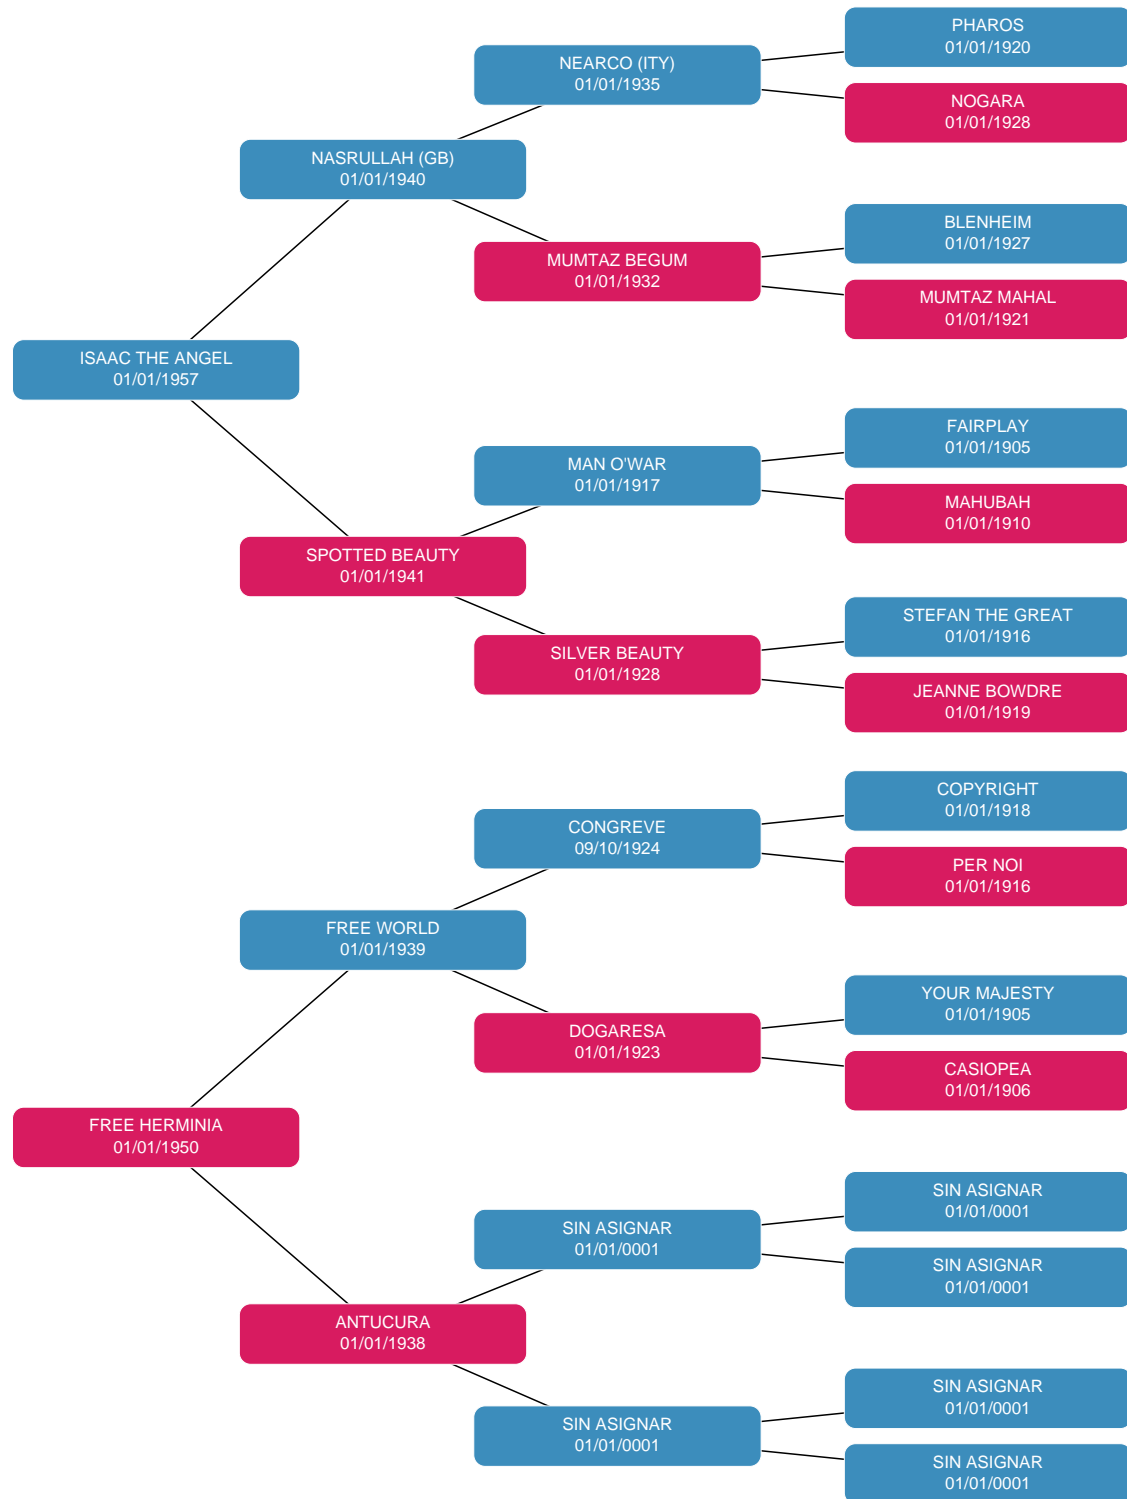 PHAROS
01/01/1920
NEARCO (ITY)
01/01/1935
NOGARA
01/01/1928
NASRULLAH (GB)
01/01/1940
BLENHEIM
01/01/1927
MUMTAZ BEGUM
01/01/1932
MUMTAZ MAHAL
01/01/1921
ISAAC THE ANGEL
01/01/1957
FAIRPLAY
01/01/1905
MAN O'WAR
01/01/1917
MAHUBAH
01/01/1910
SPOTTED BEAUTY
01/01/1941
STEFAN THE GREAT
01/01/1916
SILVER BEAUTY
01/01/1928
JEANNE BOWDRE
01/01/1919
COPYRIGHT
01/01/1918
CONGREVE
09/10/1924
PER NOI
01/01/1916
FREE WORLD
01/01/1939
YOUR MAJESTY
01/01/1905
DOGARESA
01/01/1923
CASIOPEA
01/01/1906
FREE HERMINIA
01/01/1950
SIN ASIGNAR
01/01/0001
SIN ASIGNAR
01/01/0001
SIN ASIGNAR
01/01/0001
ANTUCURA
01/01/1938
SIN ASIGNAR
01/01/0001
SIN ASIGNAR
01/01/0001
SIN ASIGNAR
01/01/0001